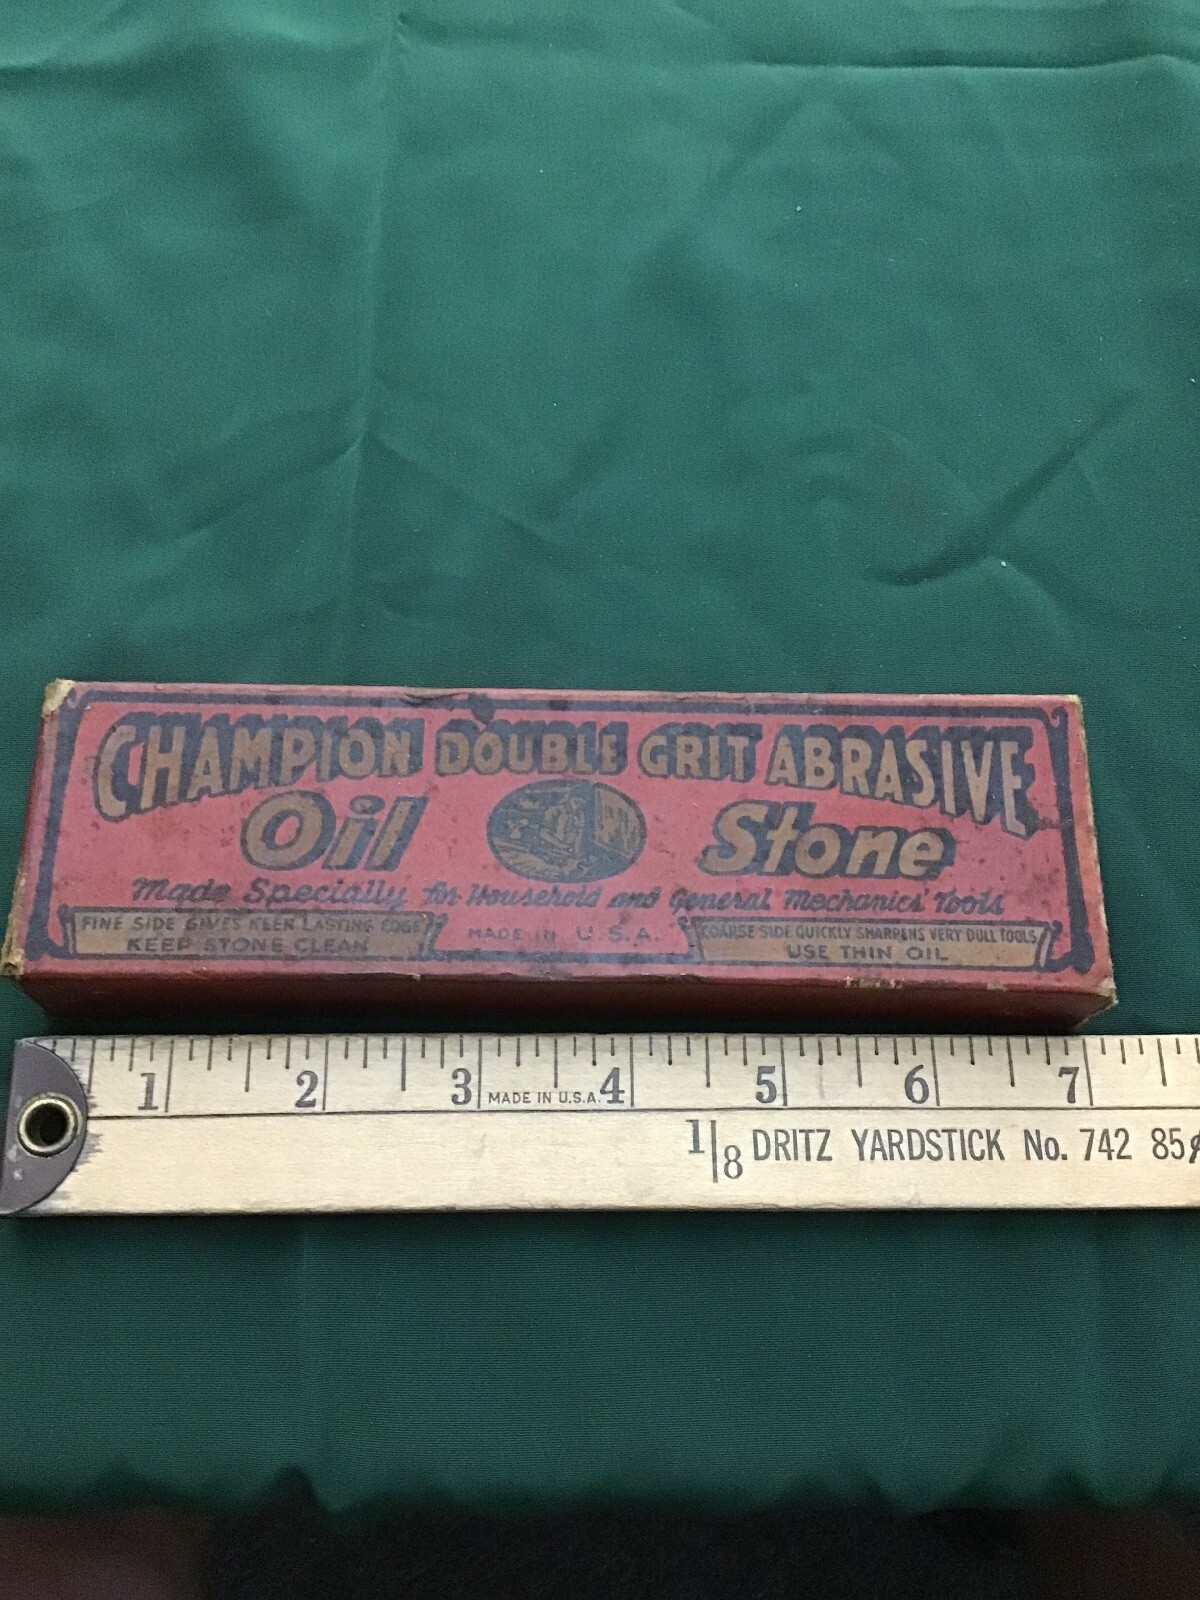 CHAMPION DOUBLE GRIT ABRASIVE
Oil Stone
Made Specially for Household and General Mechanics' Tools
FINE SIDE GIVES KEEN LASTING EDGE
KEEP STONE CLEAN
MADE IN U.S.A.
COARSE SIDE QUICKLY SHARPENS VERY DULL TOOLS
USE THIN OIL
1 2 3 MADE IN U.S.A. 4 5 6 7
1/8 DRITZ YARDSTICK No. 742 85¢